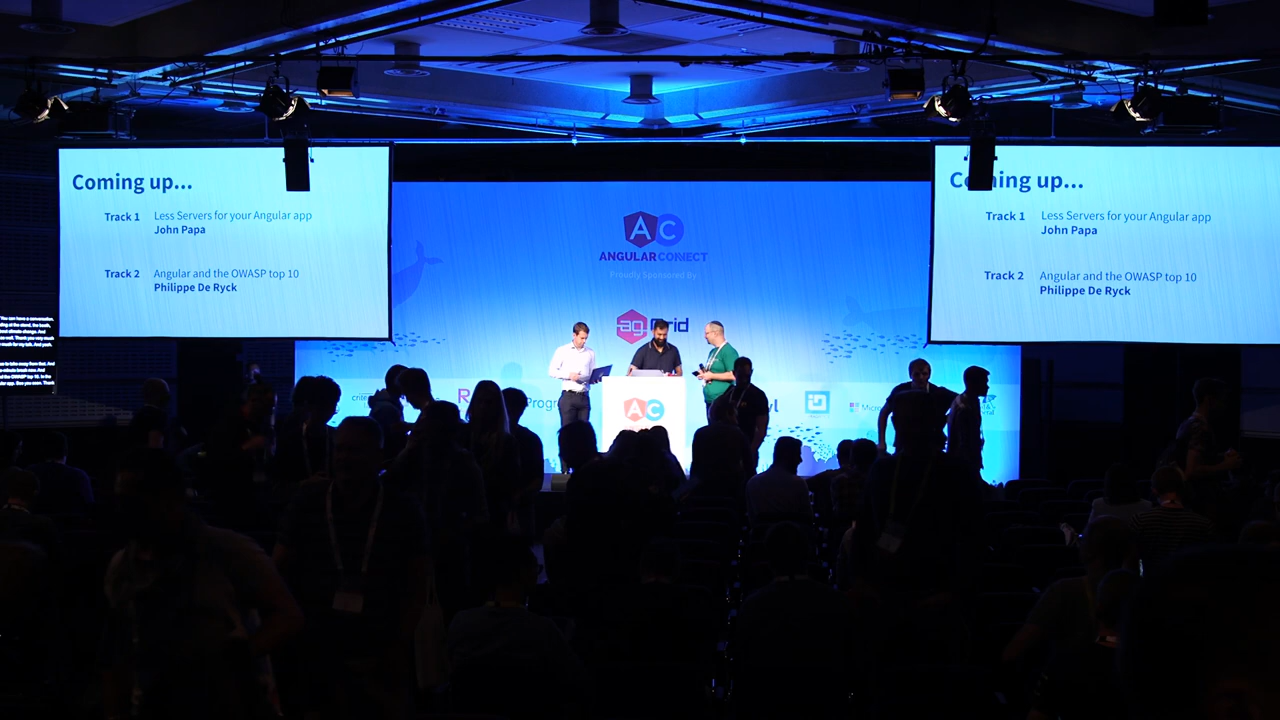 Coming up...
Track 1 Less Servers for your Angular app
John Papa
Track 2 Angular and the OWASP top 10
Philippe De Ryck
AC
ANGULARCONNECT
Proudly Sponsored By
ag Grid
AC
Coming up...
Track 1 Less Servers for your Angular app
John Papa
Track 2 Angular and the OWASP top 10
Philippe De Ryck